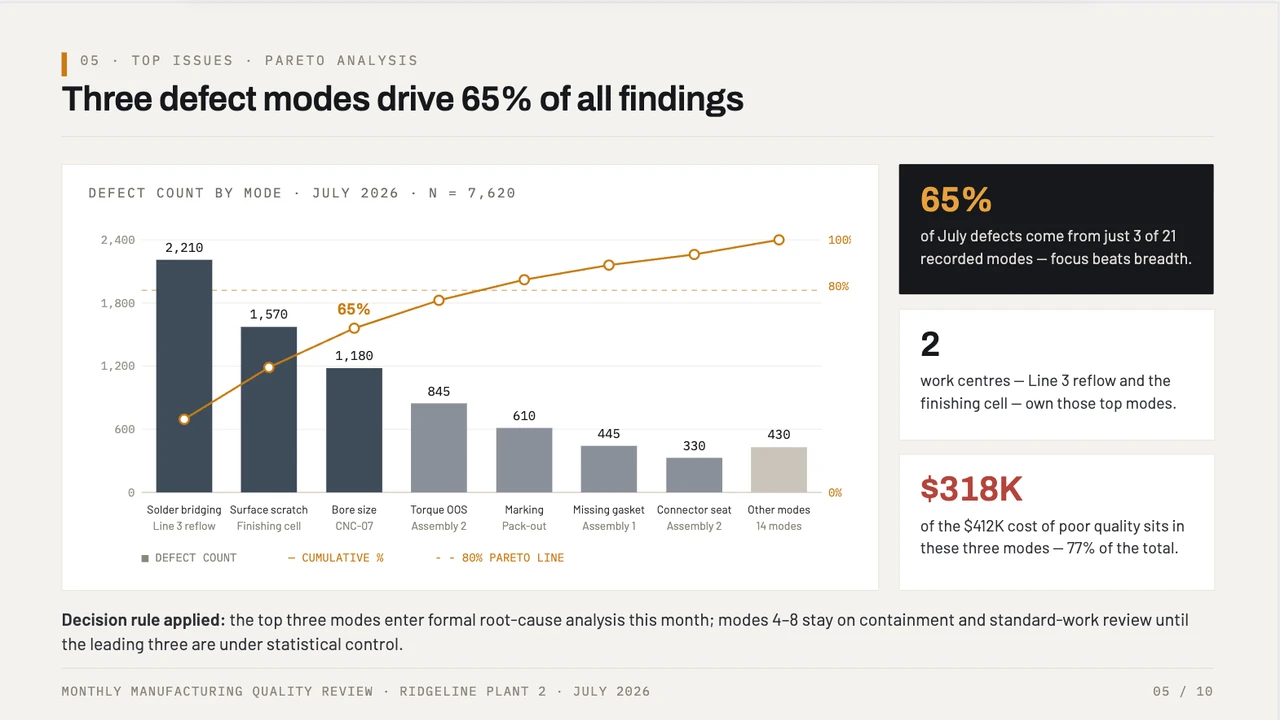 05 · TOP ISSUES · PARETO ANALYSIS
Three defect modes drive 65% of all findings
DEFECT COUNT BY MODE · JULY 2026 · N = 7,620
2,400
1,800
1,200
600
0
100%
80%
0%
2,210
1,570
65%
1,180
845
610
445
330
430
Solder bridging
Line 3 reflow
Surface scratch
Finishing cell
Bore size
CNC-07
Torque OOS
Assembly 2
Marking
Pack-out
Missing gasket
Assembly 1
Connector seat
Assembly 2
Other modes
14 modes
■ DEFECT COUNT
— CUMULATIVE %
- - 80% PARETO LINE
65%
of July defects come from just 3 of 21
recorded modes — focus beats breadth.
2
work centres — Line 3 reflow and the
finishing cell — own those top modes.
$318K
of the $412K cost of poor quality sits in
these three modes — 77% of the total.
Decision rule applied: the top three modes enter formal root-cause analysis this month; modes 4–8 stay on containment and standard-work review until
the leading three are under statistical control.
MONTHLY MANUFACTURING QUALITY REVIEW · RIDGELINE PLANT 2 · JULY 2026
05 / 10